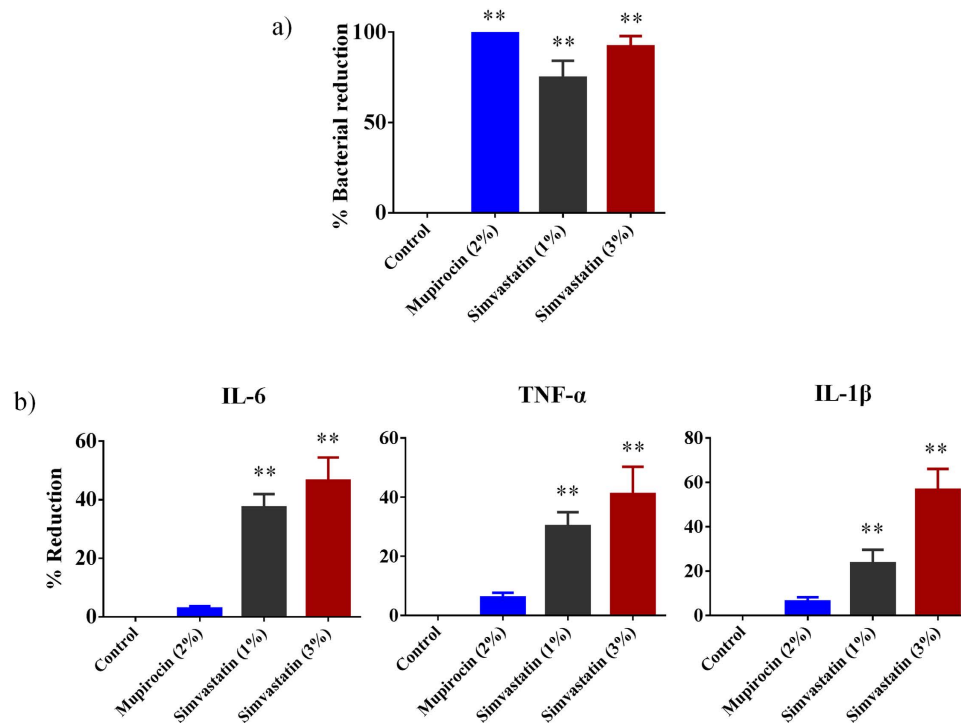 a)
% Bacterial reduction
100
50
0
**
**
**
Control
Mupirocin (2%)
Simvastatin (1%)
Simvastatin (3%)
b)
IL-6
% Reduction
60
40
20
0
**
**
Control
Mupirocin (2%)
Simvastatin (1%)
Simvastatin (3%)
TNF-α
60
40
20
0
**
**
Control
Mupirocin (2%)
Simvastatin (1%)
Simvastatin (3%)
IL-1β
80
60
40
20
0
**
**
Control
Mupirocin (2%)
Simvastatin (1%)
Simvastatin (3%)